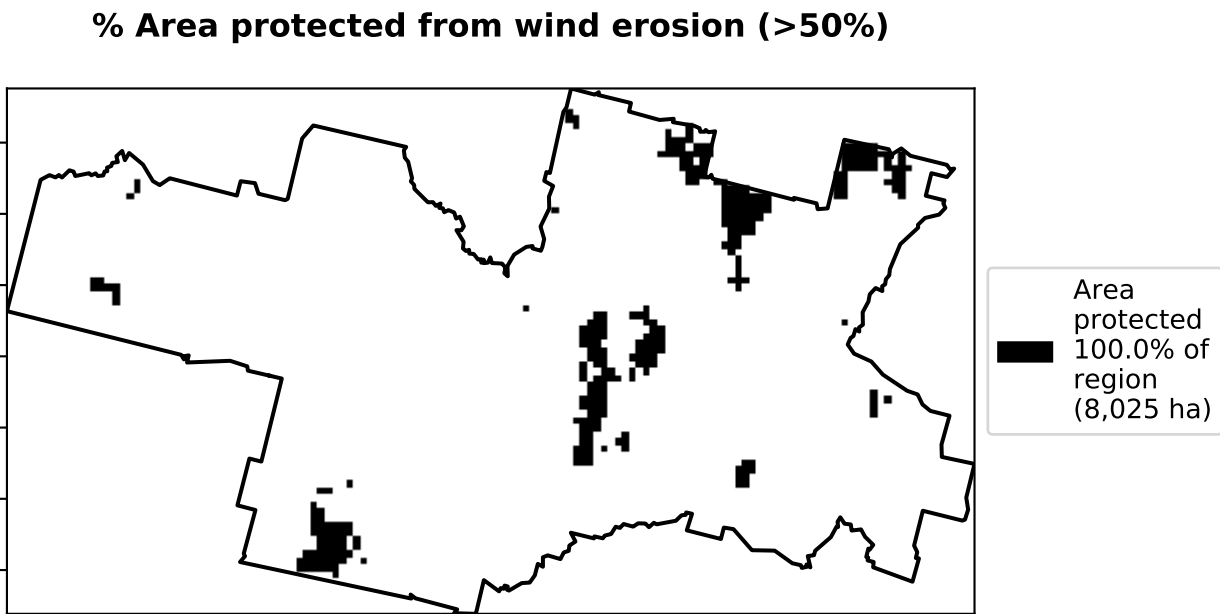 % Area protected from wind erosion (>50%)
Area
protected
100.0% of
region
(8,025 ha)